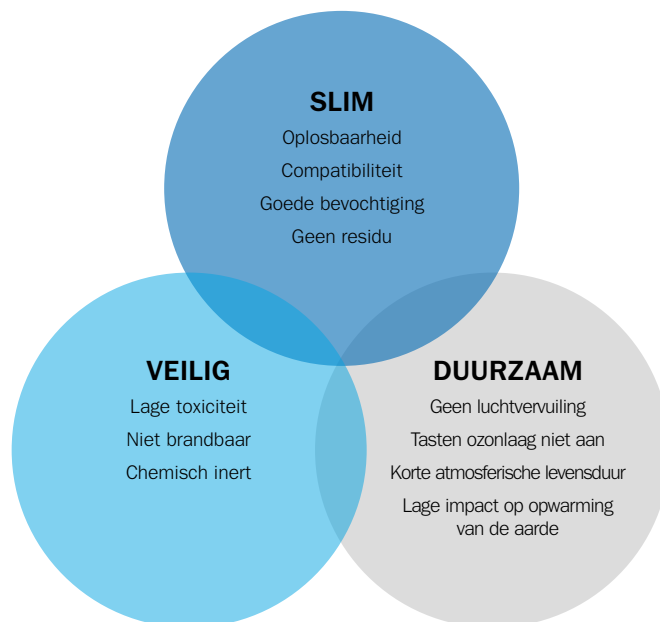 SLIM
Oplosbaarheid
Compatibiliteit
Goede bevochtiging
Geen residu
VEILIG
Lage toxiciteit
Niet brandbaar
Chemisch inert
DUURZAAM
Geen luchtvervuiling
Tasten ozonlaag niet aan
Korte atmosferische levensduur
Lage impact op opwarming
van de aarde